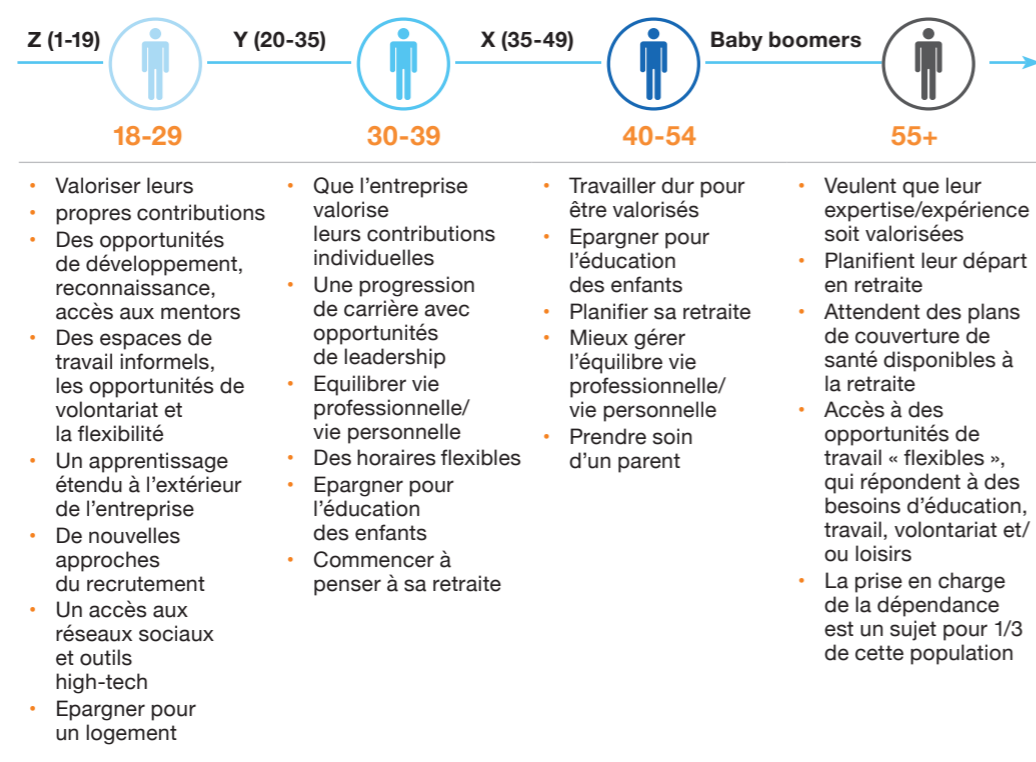 Z (1-19)
Y (20-35)
X (35-49)
Baby boomers
18-29
30-39
40-54
55+
• Valoriser leurs
• propres contributions
• Des opportunités
de développement,
reconnaissance,
accès aux mentors
• Des espaces de
travail informels,
les opportunités de
volontariat et
la flexibilité
• Un apprentissage
étendu à l’extérieur
de l’entreprise
• De nouvelles
approches
du recrutement
• Un accès aux
réseaux sociaux
et outils
high-tech
• Epargner pour
un logement
• Que l’entreprise
valorise
leurs contributions
individuelles
• Une progression
de carrière avec
opportunités
de leadership
• Equilibrer vie
professionnelle/
vie personnelle
• Des horaires flexibles
• Epargner pour
l’éducation
des enfants
• Commencer à
penser à sa retraite
• Travailler dur pour
être valorisés
• Epargner pour
l’éducation
des enfants
• Planifier sa retraite
• Mieux gérer
l’équilibre vie
professionnelle/
vie personnelle
• Prendre soin
d’un parent
• Veulent que leur
expertise/expérience
soit valorisées
• Planifient leur départ
en retraite
• Attendent des plans
de couverture de
santé disponibles à
la retraite
• Accès à des
opportunités de
travail « flexibles »,
qui répondent à des
besoins d’éducation,
travail, volontariat et/
ou loisirs
• La prise en charge
de la dépendance
est un sujet pour 1/3
de cette population